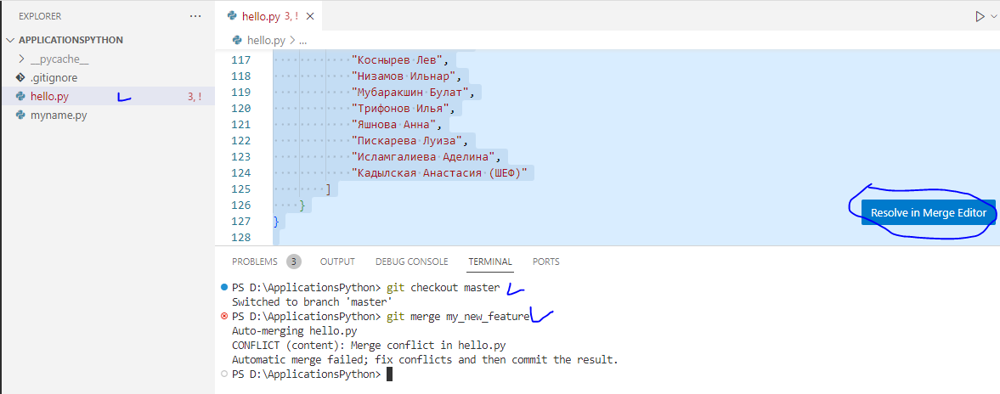 EXPLORER
···
APPLICATIONSPYTHON
__pycache__
.gitignore
hello.py 3, !
myname.py
hello.py 3, !
hello.py > ...
117 "Коснырев Лев",
118 "Низамов Ильнар",
119 "Мубаракшин Булат",
120 "Трифонов Илья",
121 "Яшнова Анна",
122 "Пискарева Луиза",
123 "Исламгалиева Аделина",
124 "Кадылская Анастасия (ШЕФ)"
125 ]
126 }
127 }
128
Resolve in Merge Editor
PROBLEMS 3 OUTPUT DEBUG CONSOLE TERMINAL PORTS
PS D:\ApplicationsPython> git checkout master
Switched to branch 'master'
PS D:\ApplicationsPython> git merge my_new_feature
Auto-merging hello.py
CONFLICT (content): Merge conflict in hello.py
Automatic merge failed; fix conflicts and then commit the result.
PS D:\ApplicationsPython>